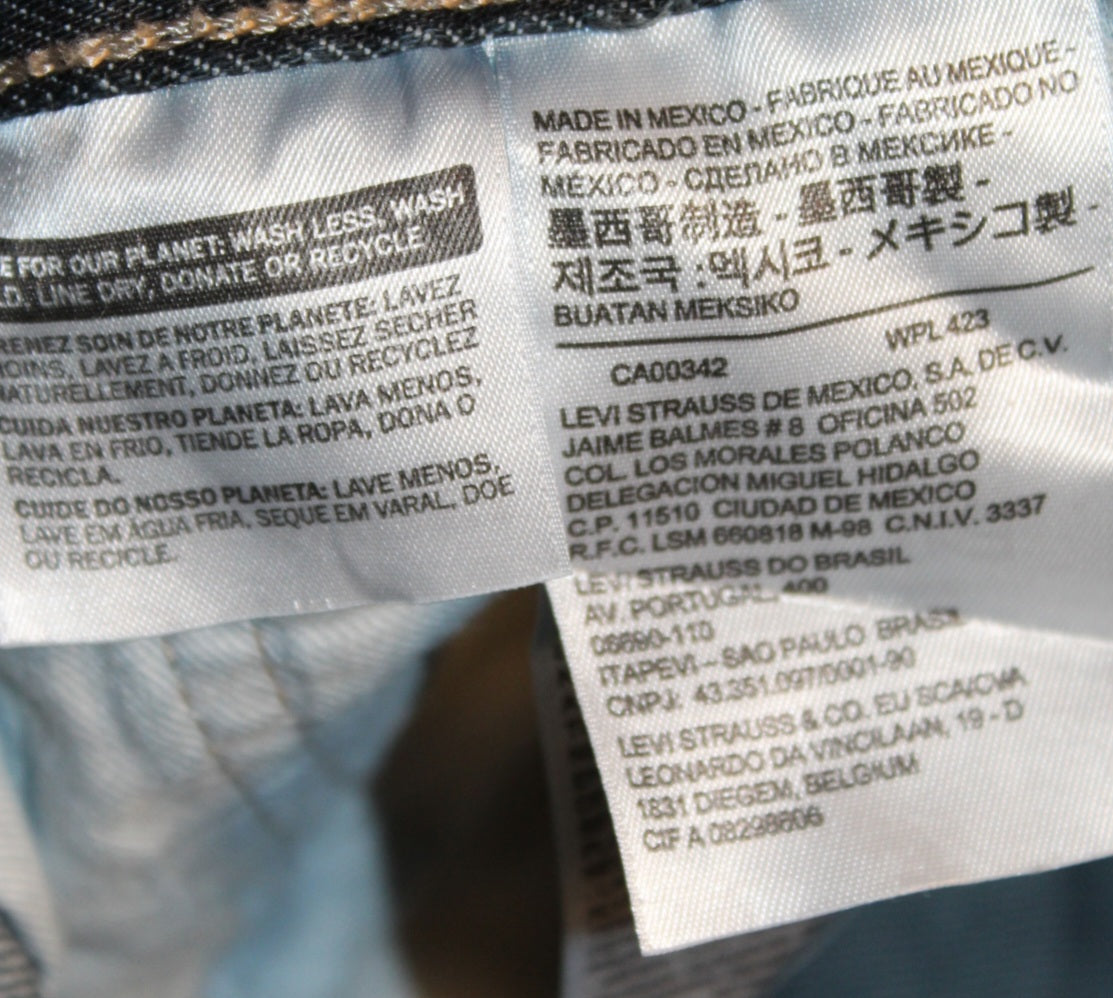 E FOR OUR PLANET: WASH LESS, WASH
LINE DRY, DONATE OR RECYCLE
RENEZ SOIN DE NOTRE PLANETE: LAVEZ
OINS, LAVEZ A FROID, LAISSEZ SECHER
NATURELLEMENT, DONNEZ OU RECYCLEZ
CUIDA NUESTRO PLANETA: LAVA MENOS,
LAVA EN FRIO, TIENDE LA ROPA, DONA O
RECICLA.
CUIDE DO NOSSO PLANETA: LAVE MENOS,
LAVE EM AGUA FRIA, SEQUE EM VARAL, DOE
OU RECICLE.
MADE IN MEXICO - FABRIQUE AU MEXIQUE -
FABRICADO EN MEXICO - FABRICADO NO
MEXICO - СДЕЛАНО В МЕКСИКЕ -
墨西哥制造 - 墨西哥製 -
제조국 :멕시코 - メキシコ製 -
BUATAN MEKSIKO
CA00342 WPL 423
LEVI STRAUSS DE MEXICO, S.A. DE C.V.
JAIME BALMES # 8 OFICINA 502
COL. LOS MORALES POLANCO
DELEGACION MIGUEL HIDALGO
C.P. 11510 CIUDAD DE MEXICO
R.F.C. LSM 660818 M-98 C.N.I.V. 3337
LEVI STRAUSS DO BRASIL
AV. PORTUGAL, 400
06690-110
ITAPEVI – SAO PAULO BRASIL
CNPJ: 43.351.097/0001-90
LEVI STRAUSS & CO. EU SCA/CVA
LEONARDO DA VINCILAAN, 19 - D
1831 DIEGEM, BELGIUM
CIF A 08298606